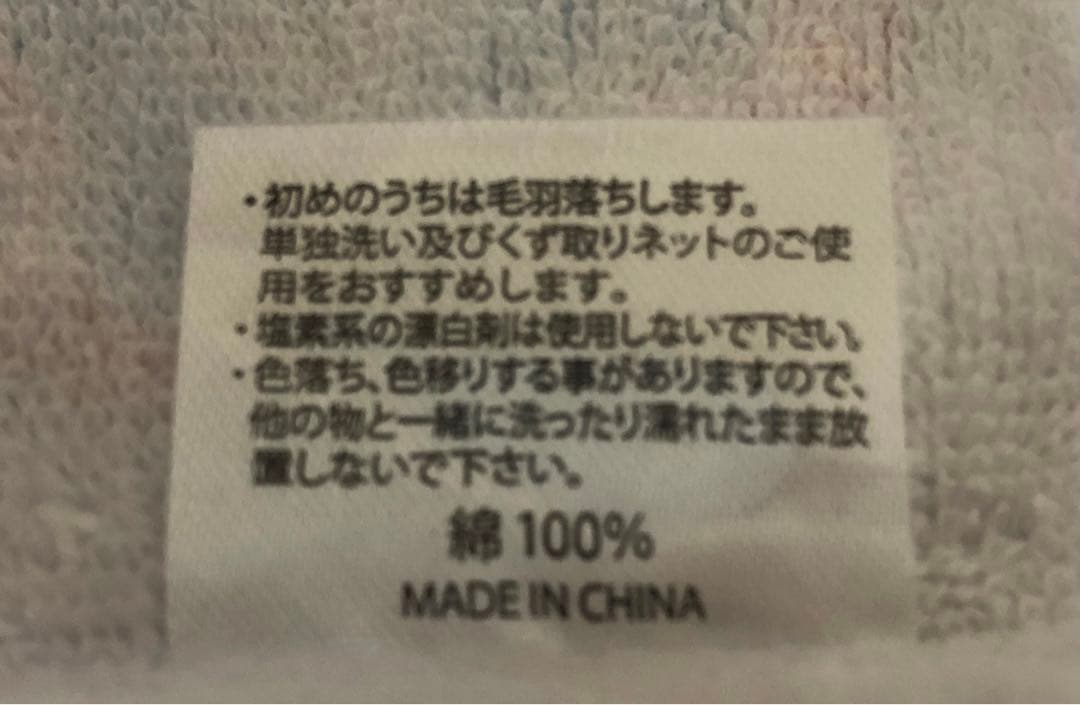 ・初めのうちは毛羽落ちします。
単独洗い及びくず取りネットのご使
用をおすすめします。
・塩素系の漂白剤は使用しないで下さい。
・色落ち、色移りする事がありますので、
他の物と一緒に洗ったり濡れたまま放
置しないで下さい。
綿 100%
MADE IN CHINA